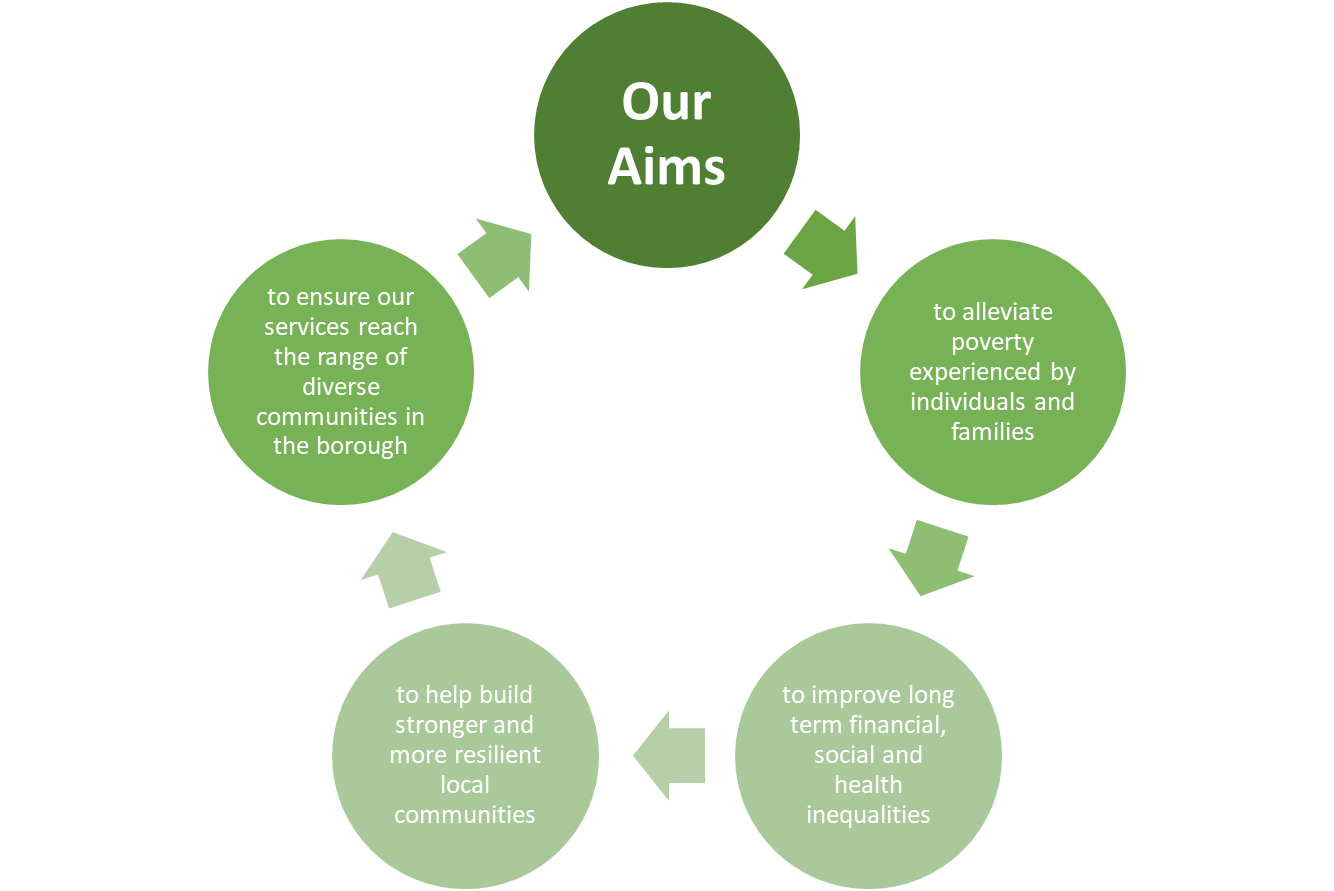 Our
Aims
to alleviate
poverty
experienced by
individuals and
families
to improve long
term financial,
social and
health
inequalities
to help build
stronger and
more resilient
local
communities
to ensure our
services reach
the range of
diverse
communities in
the borough